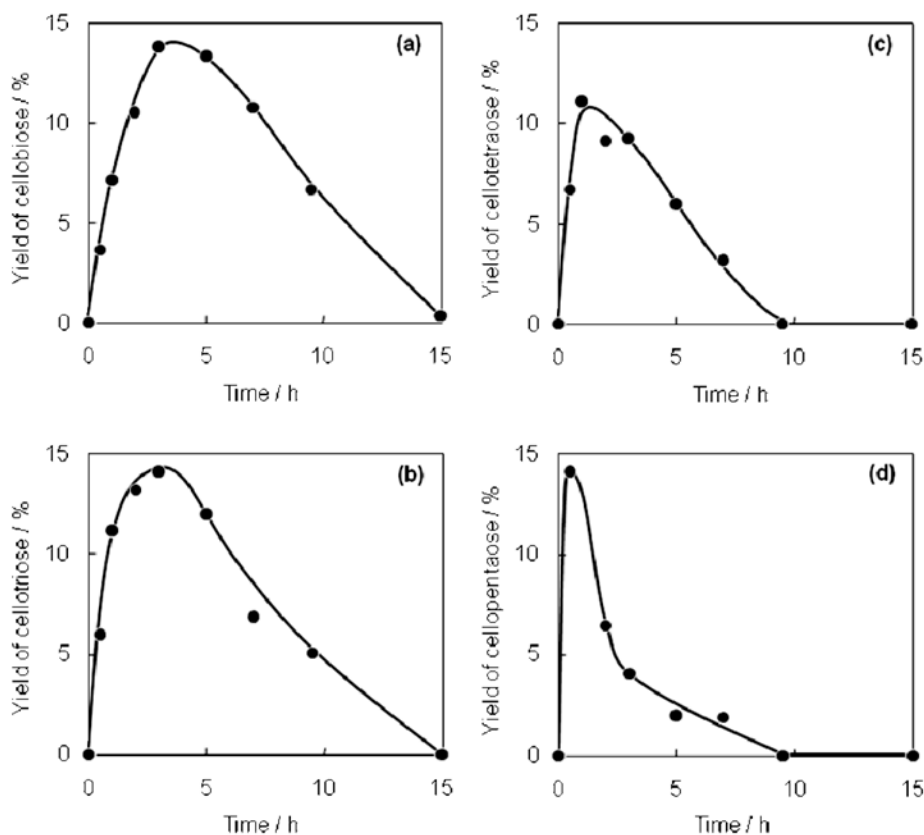 Yield of cellobiose / %
15
10
5
0
(a)
0 5 10 15
Time / h
Yield of cellotetraose / %
15
10
5
0
(c)
0 5 10 15
Time / h
Yield of cellotriose / %
15
10
5
0
(b)
0 5 10 15
Time / h
Yield of cellopentaose / %
15
10
5
0
(d)
0 5 10 15
Time / h